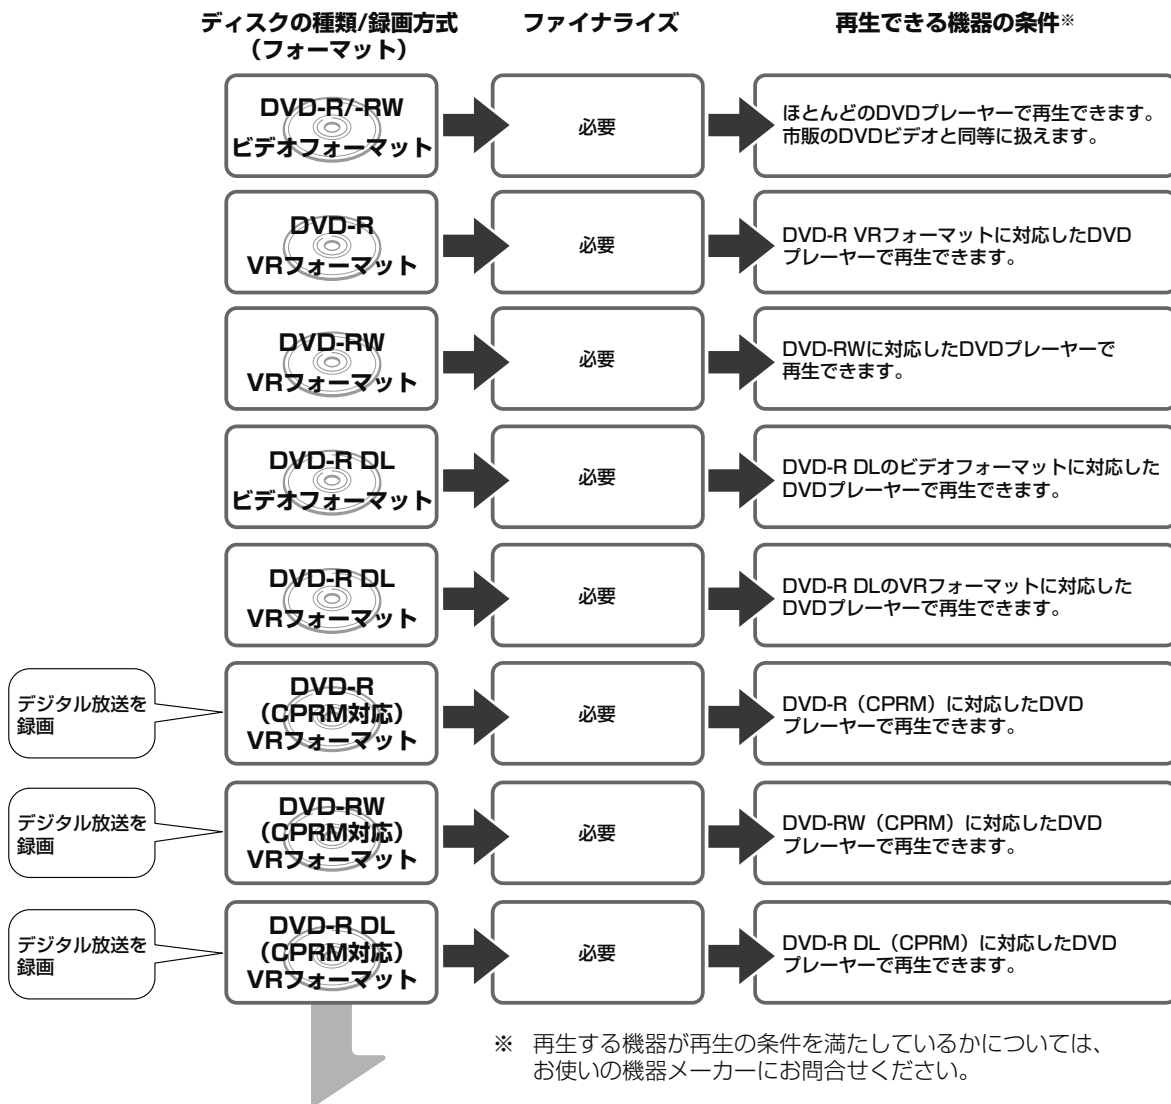 ディスクの種類/録画方式
（フォーマット）
ファイナライズ
再生できる機器の条件※
DVD-R/-RW
ビデオフォーマット
必要
ほとんどのDVDプレーヤーで再生できます。
市販のDVDビデオと同等に扱えます。
DVD-R
VRフォーマット
必要
DVD-R VRフォーマットに対応したDVD
プレーヤーで再生できます。
DVD-RW
VRフォーマット
必要
DVD-RWに対応したDVDプレーヤーで
再生できます。
DVD-R DL
ビデオフォーマット
必要
DVD-R DLのビデオフォーマットに対応した
DVDプレーヤーで再生できます。
DVD-R DL
VRフォーマット
必要
DVD-R DLのVRフォーマットに対応した
DVDプレーヤーで再生できます。
デジタル放送を
録画
DVD-R
（CPRM対応）
VRフォーマット
必要
DVD-R（CPRM）に対応したDVD
プレーヤーで再生できます。
デジタル放送を
録画
DVD-RW
（CPRM対応）
VRフォーマット
必要
DVD-RW（CPRM）に対応したDVD
プレーヤーで再生できます。
デジタル放送を
録画
DVD-R DL
（CPRM対応）
VRフォーマット
必要
DVD-R DL（CPRM）に対応したDVD
プレーヤーで再生できます。
※ 再生する機器が再生の条件を満たしているかについては、
お使いの機器メーカーにお問合せください。